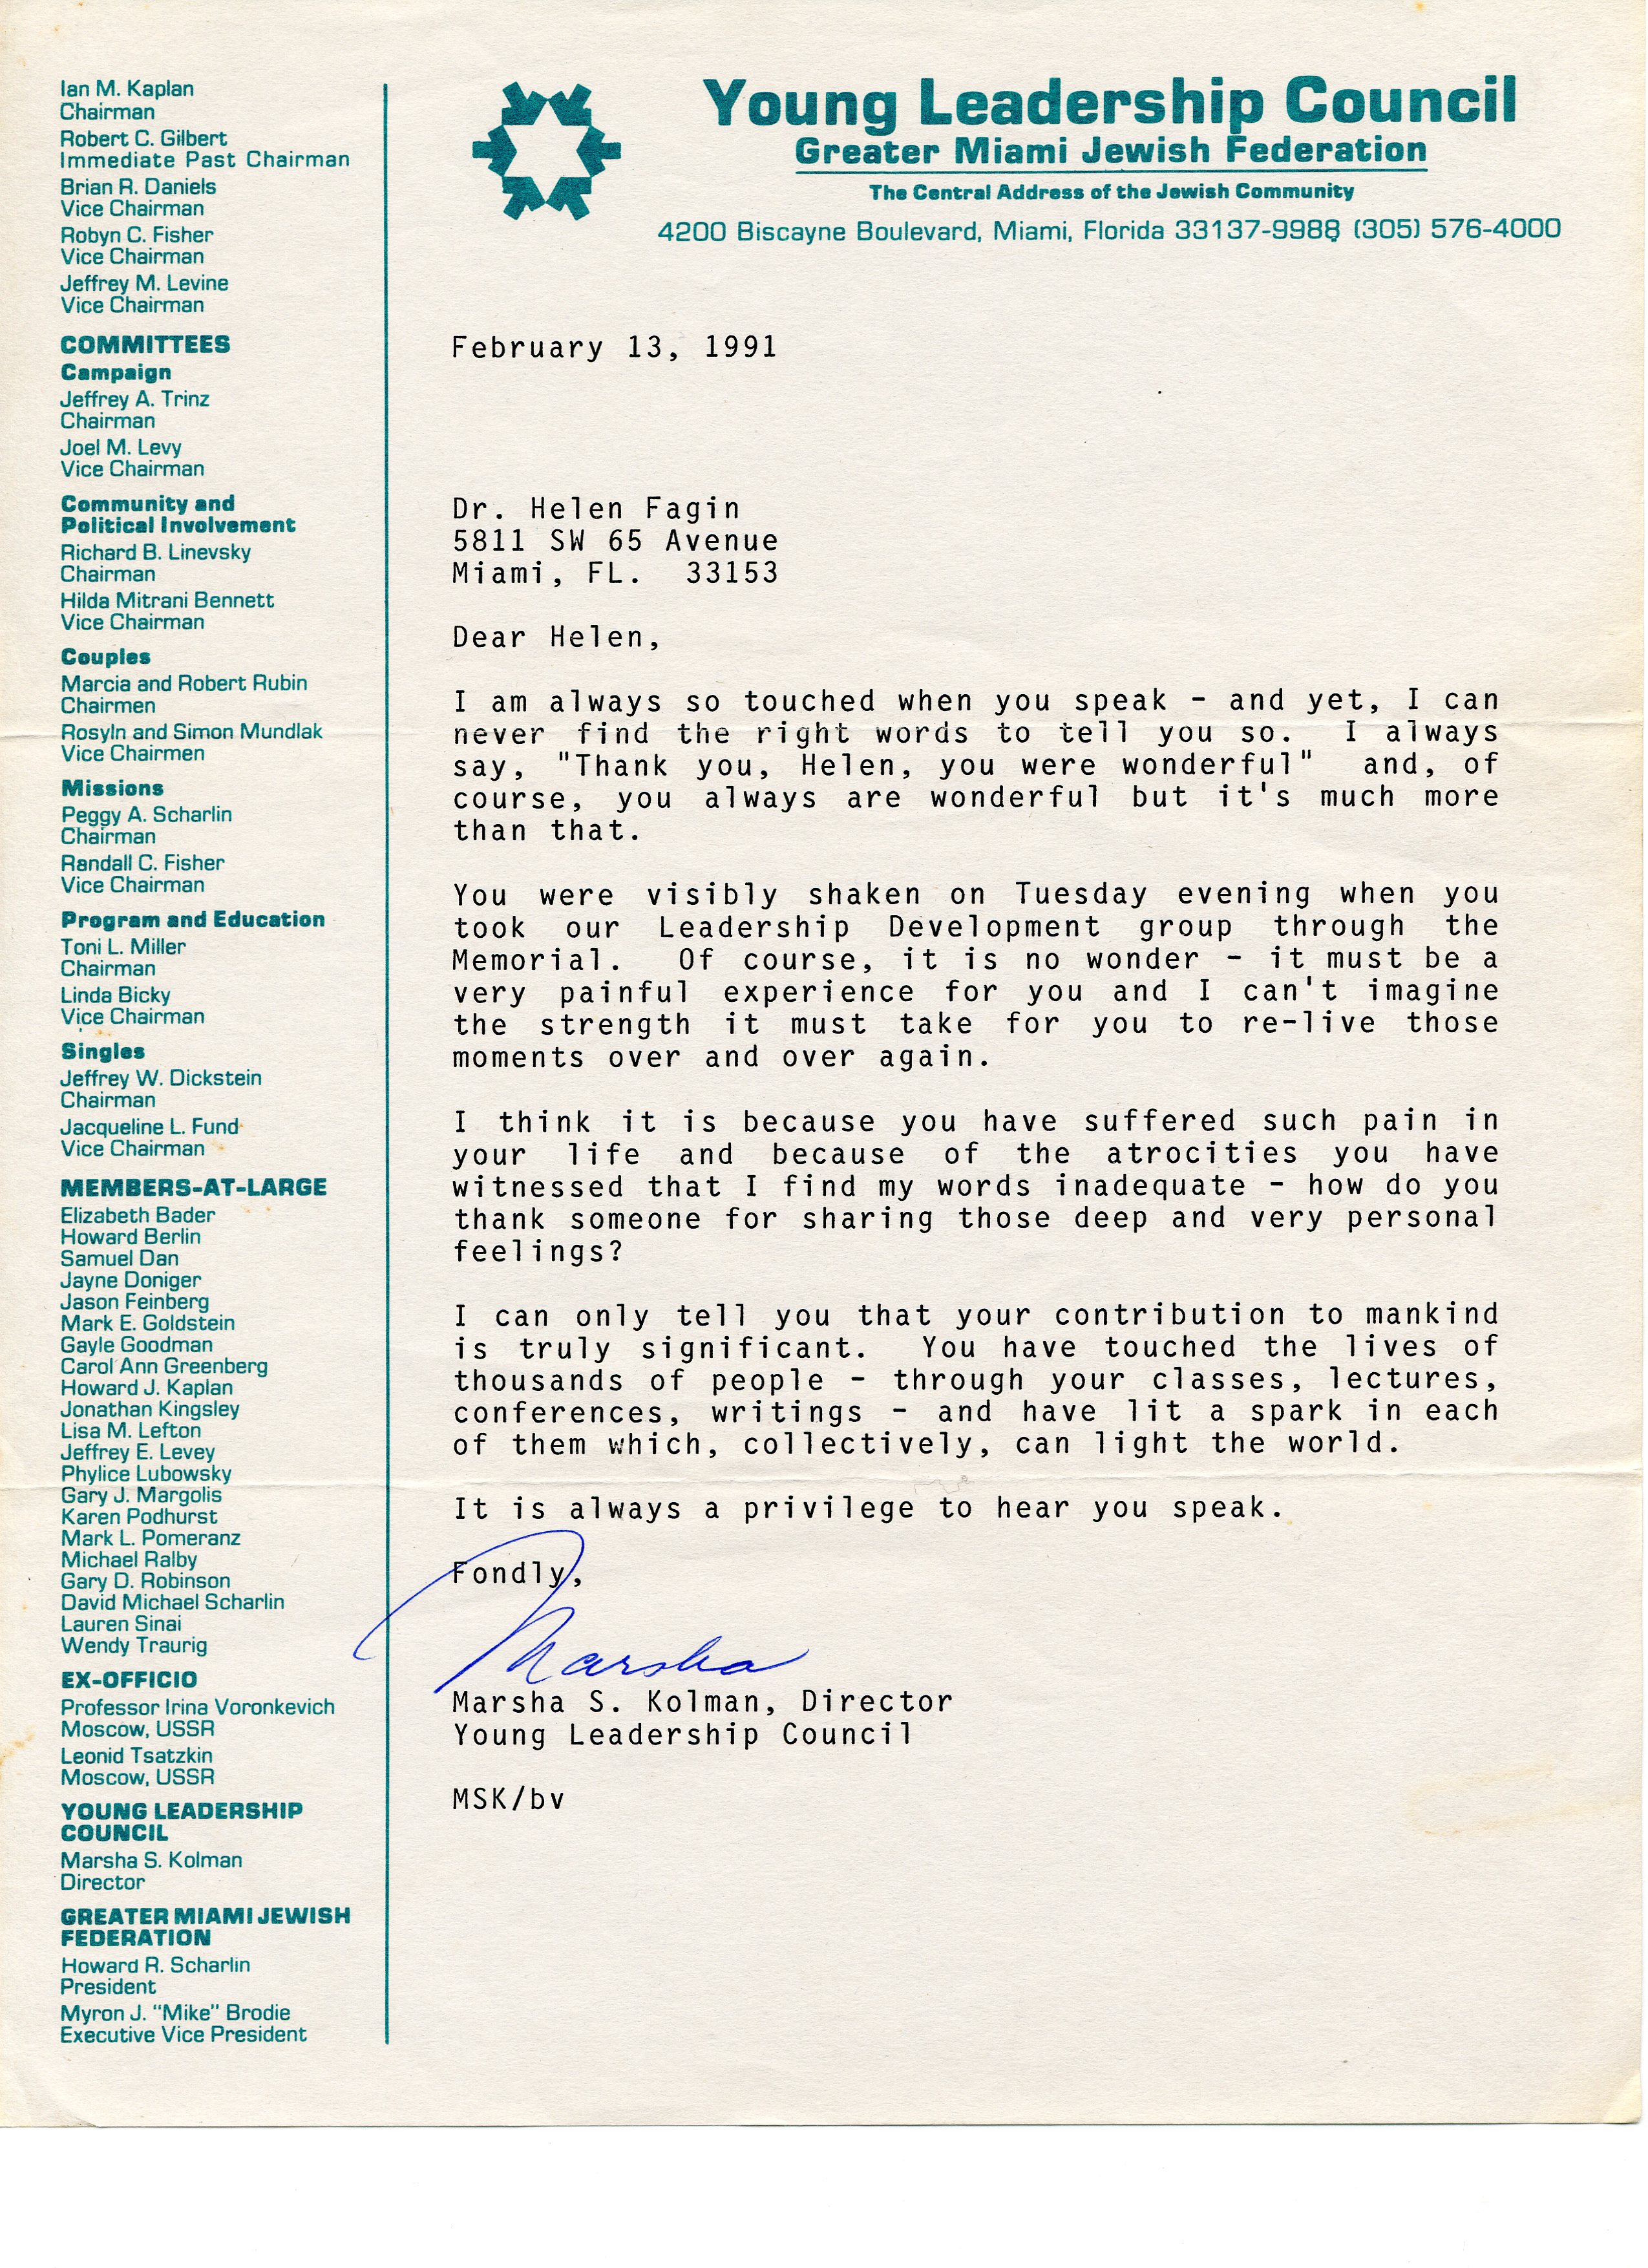 Ian M. Kaplan
Chairman
Robert C. Gilbert
Immediate Past Chairman
Brian R. Daniels
Vice Chairman
Robyn C. Fisher
Vice Chairman
Jeffrey M. Levine
Vice Chairman
COMMITTEES
Campaign
Jeffrey A. Trinz
Chairman
Joel M. Levy
Vice Chairman
Community and
Political Involvement
Richard B. Linevsky
Chairman
Hilda Mitrani Bennett
Vice Chairman
Couples
Marcia and Robert Rubin
Chairmen
Rosyln and Simon Mundlak
Vice Chairmen
Missions
Peggy A. Scharlin
Chairman
Randall C. Fisher
Vice Chairman
Program and Education
Toni L. Miller
Chairman
Linda Bicky
Vice Chairman
Singles
Jeffrey W. Dickstein
Chairman
Jacqueline L. Fund
Vice Chairman
MEMBERS-AT-LARGE
Elizabeth Bader
Howard Berlin
Samuel Dan
Jayne Doniger
Jason Feinberg
Mark E. Goldstein
Gayle Goodman
Carol Ann Greenberg
Howard J. Kaplan
Jonathan Kingsley
Lisa M. Lefton
Jeffrey E. Levey
Phylice Lubowsky
Gary J. Margolis
Karen Podhurst
Mark L. Pomeranz
Michael Ralby
Gary D. Robinson
David Michael Scharlin
Lauren Sinai
Wendy Traurig
EX-OFFICIO
Professor Irina Voronkevich
Moscow, USSR
Leonid Tsatzkin
Moscow, USSR
YOUNG LEADERSHIP
COUNCIL
Marsha S. Kolman
Director
GREATER MIAMI JEWISH
FEDERATION
Howard R. Scharlin
President
Myron J. "Mike" Brodie
Executive Vice President
Young Leadership Council
Greater Miami Jewish Federation
The Central Address of the Jewish Community
4200 Biscayne Boulevard, Miami, Florida 33137-9988 (305) 576-4000
February 13, 1991
Dr. Helen Fagin
5811 SW 65 Avenue
Miami, FL.  33153
Dear Helen,
I am always so touched when you speak - and yet, I can
never find the right words to tell you so.  I always
say, "Thank you, Helen, you were wonderful"  and, of
course, you always are wonderful but it's much more
than that.
You were visibly shaken on Tuesday evening when you
took our Leadership Development group through the
Memorial.  Of course, it is no wonder - it must be a
very painful experience for you and I can't imagine
the strength it must take for you to re-live those
moments over and over again.
I think it is because you have suffered such pain in
your life and because of the atrocities you have
witnessed that I find my words inadequate - how do you
thank someone for sharing those deep and very personal
feelings?
I can only tell you that your contribution to mankind
is truly significant.  You have touched the lives of
thousands of people - through your classes, lectures,
conferences, writings - and have lit a spark in each
of them which, collectively, can light the world.
It is always a privilege to hear you speak.
Fondly,
Marsha
Marsha S. Kolman, Director
Young Leadership Council
MSK/bv